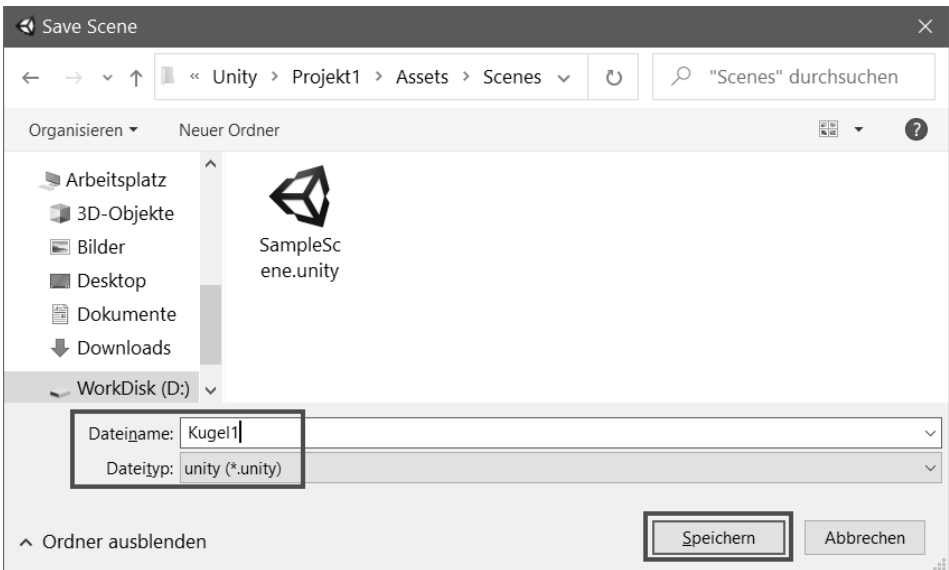 Save Scene
« Unity > Projekt1 > Assets > Scenes
"Scenes" durchsuchen
Organisieren
Neuer Ordner
Arbeitsplatz
3D-Objekte
Bilder
Desktop
Dokumente
Downloads
WorkDisk (D:)
SampleSc
ene.unity
Dateiname: Kugel1
Dateityp: unity (*.unity)
Ordner ausblenden
Speichern
Abbrechen